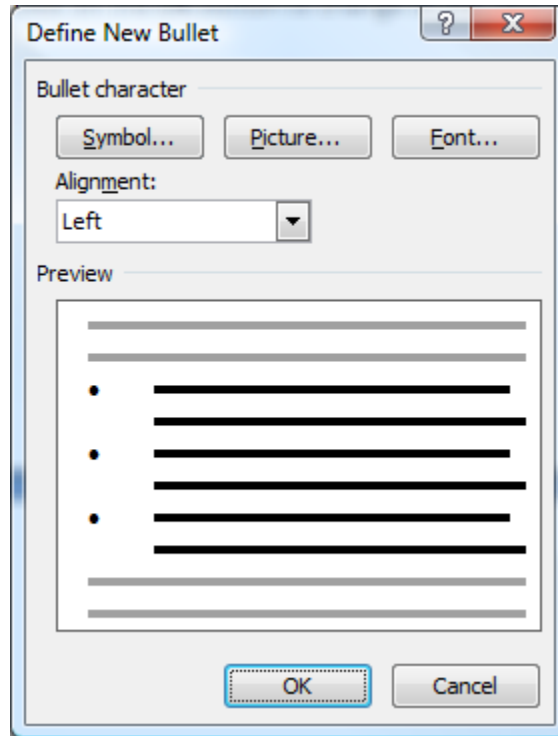 Define New Bullet
Bullet character
Symbol... Picture... Font...
Alignment:
Left
Preview
OK Cancel